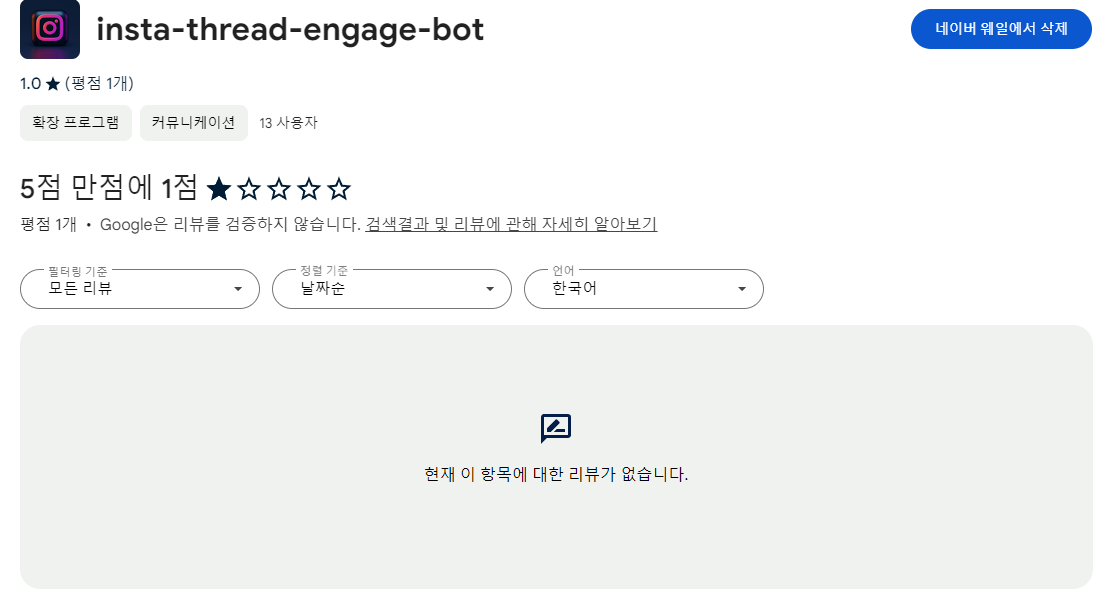 insta-thread-engage-bot
네이버 웨일에서 삭제
1.0 ★ (평점 1개)
확장 프로그램 커뮤니케이션 13 사용자
5점 만점에 1점 ★☆☆☆☆
평점 1개 • Google은 리뷰를 검증하지 않습니다. 검색결과 및 리뷰에 관해 자세히 알아보기
필터링 기준 정렬 기준 언어
모든 리뷰 날짜순 한국어
현재 이 항목에 대한 리뷰가 없습니다.